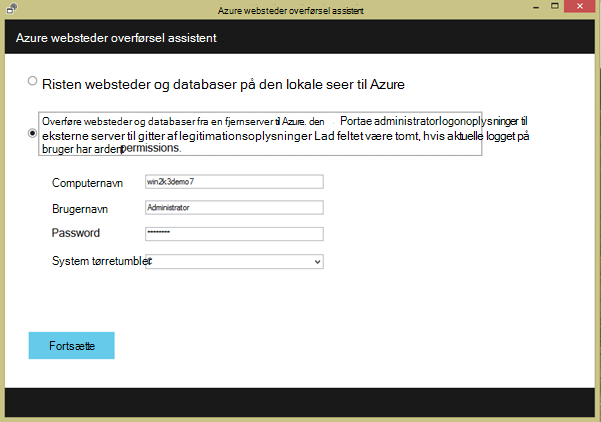 Azure websteder overførsel assistent
Azure websteder overførsel assistent
Risten websteder og databaser på den lokale seer til Azure
Overføre websteder og databaser fra en fjernserver til Azure. den Portae administratorlogonoplysninger til
eksterne server til gitter af legitimationsoplysninger Lad feltet være tomt, hvis aktuelle logget på
bruger har ardent permissions.
Computernavn win2k3demo7
Brugernavn Administrator
Password ********
System tørretumbler C
Fortsætte